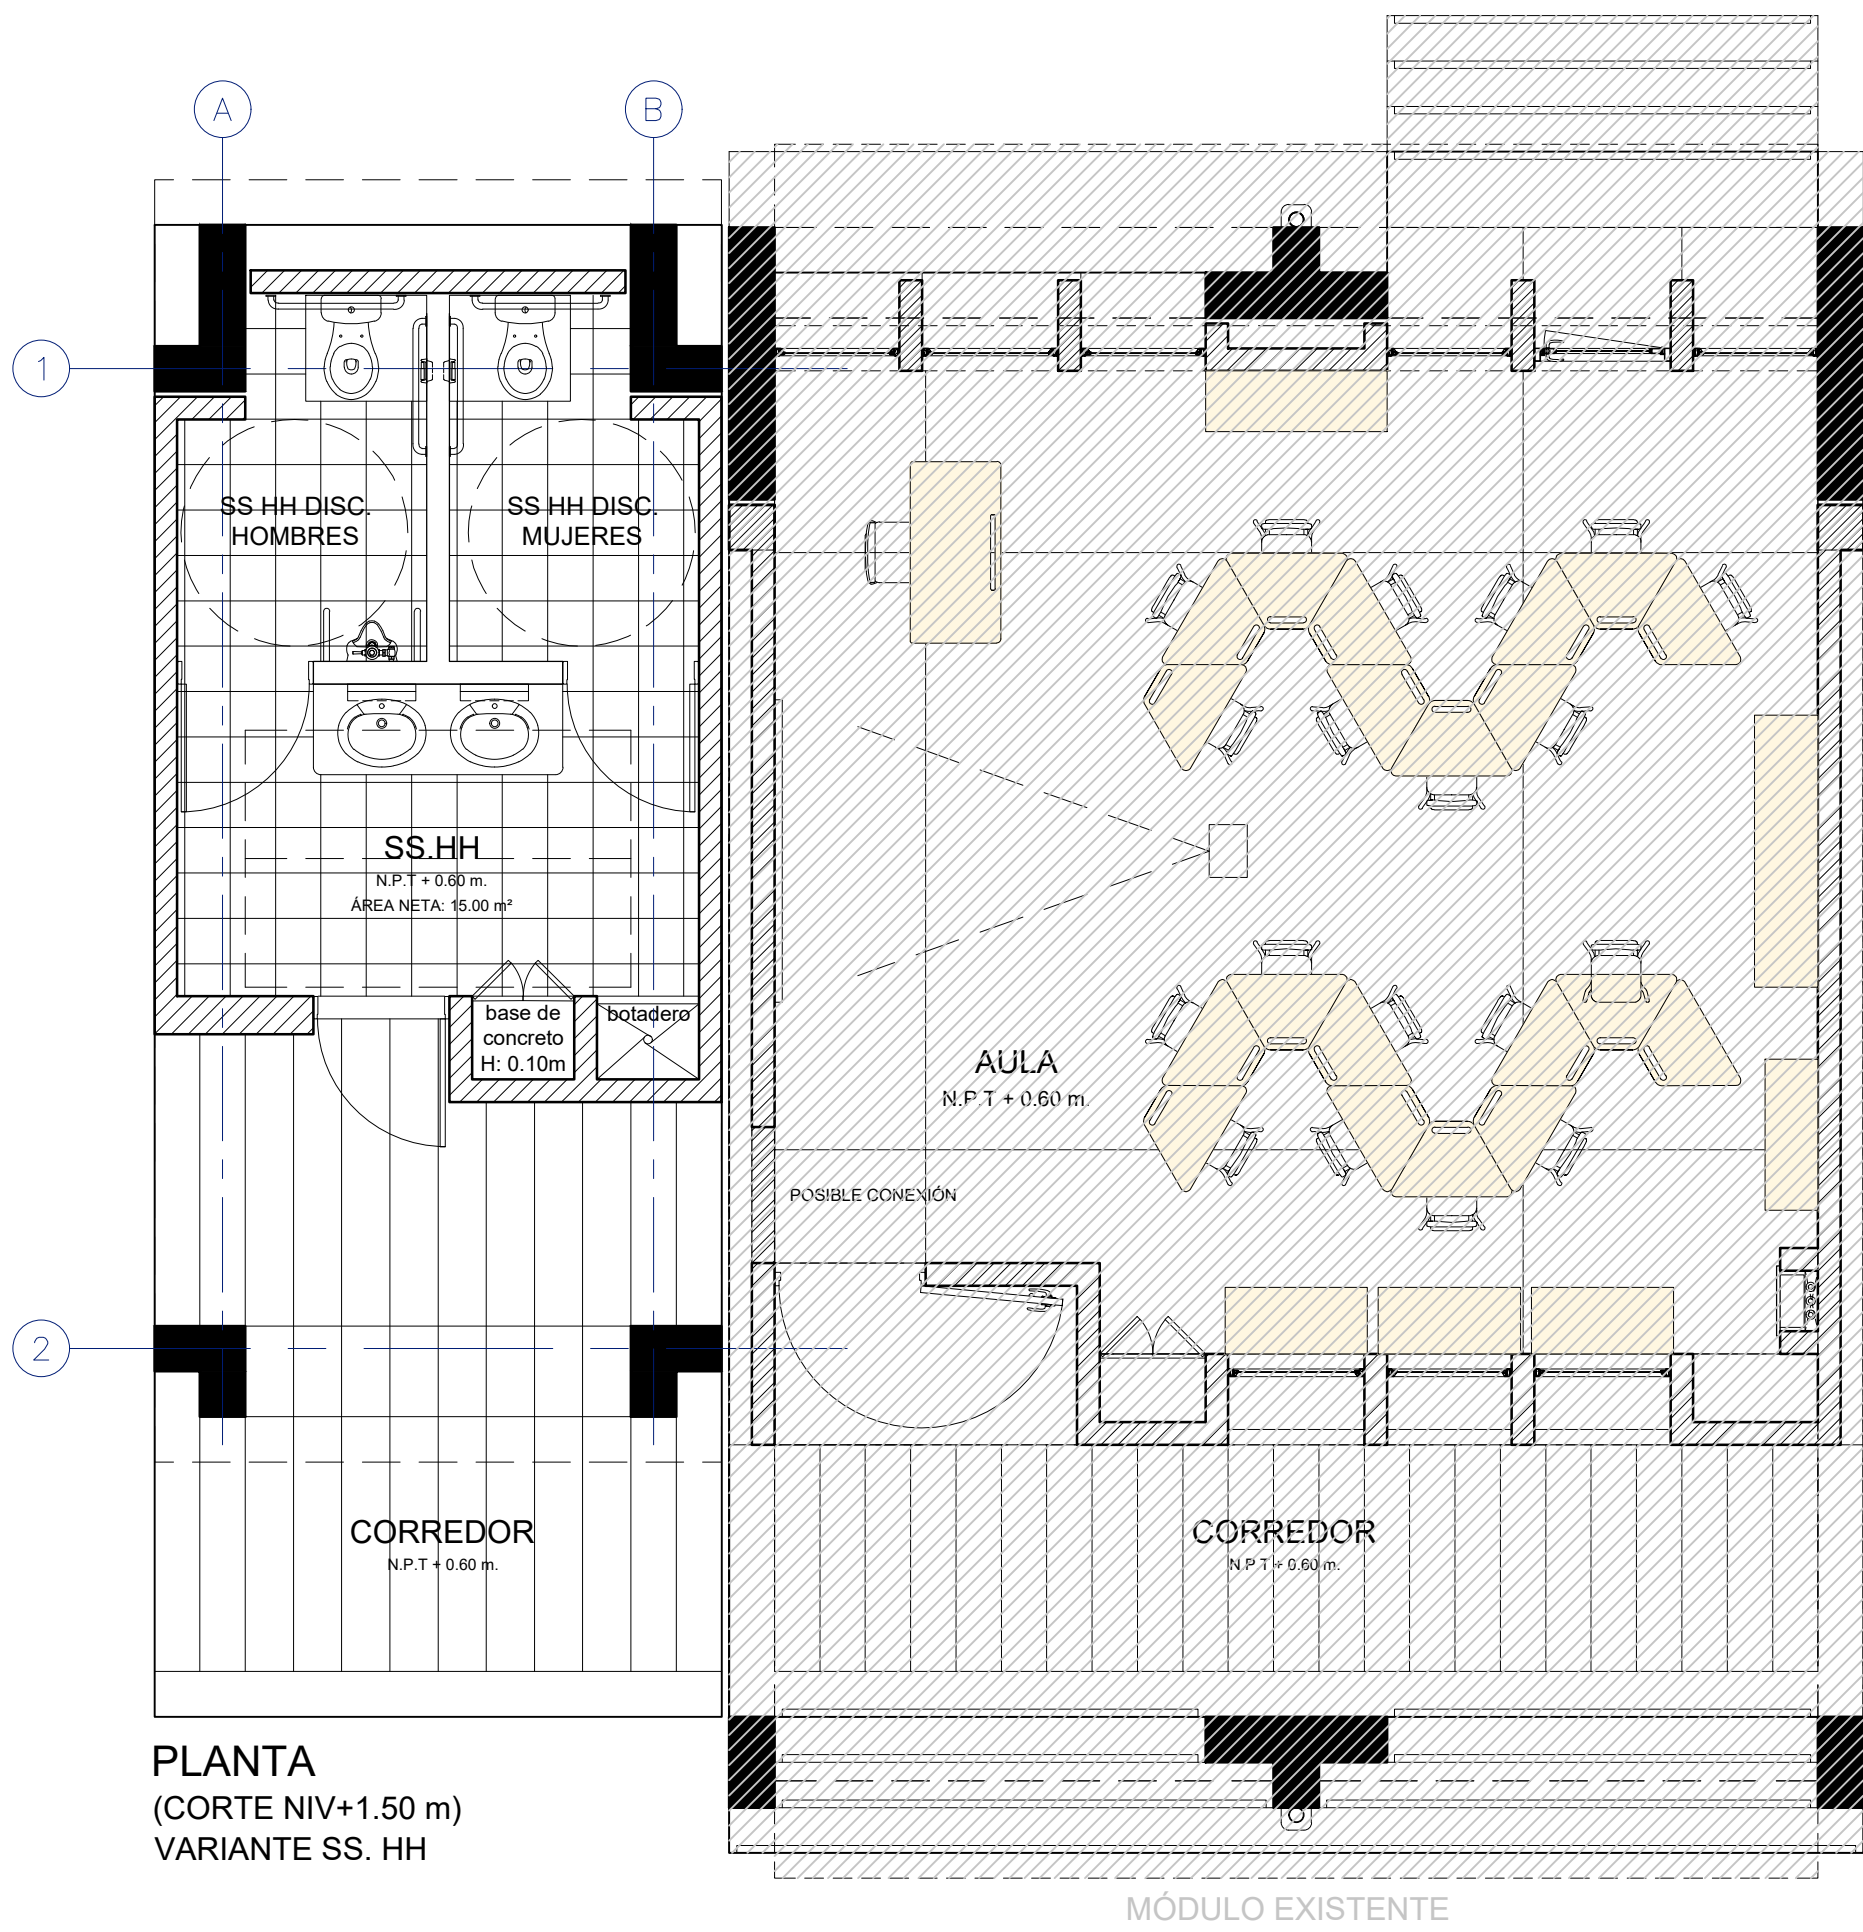 A
B
1
SS HH DISC.
HOMBRES
SS HH DISC.
MUJERES
SS.HH
N.P.T + 0.60 m.
ÁREA NETA: 15.00 m²
base de
concreto
H: 0.10m
botadero
AULA
N.P.T + 0.60 m.
POSIBLE CONEXIÓN
2
CORREDOR
N.P.T + 0.60 m.
CORREDOR
N.P.T + 0.60 m.
PLANTA
(CORTE NIV+1.50 m)
VARIANTE SS. HH
MÓDULO EXISTENTE